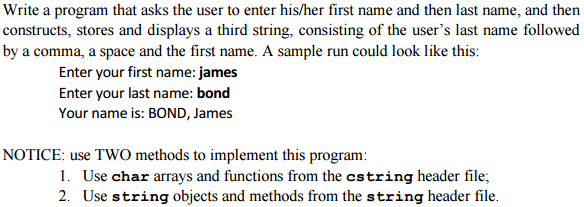 Write a program that asks the user to enter his/her first name and then last name, and then
constructs, stores and displays a third string, consisting of the user's last name followed
by a comma, a space and the first name. A sample run could look like this:
Enter your first name: james
Enter your last name: bond
Your name is: BOND, James
NOTICE: use TWO methods to implement this program:
1. Use char arrays and functions from the cstring header file;
2. Use string objects and methods from the string header file.